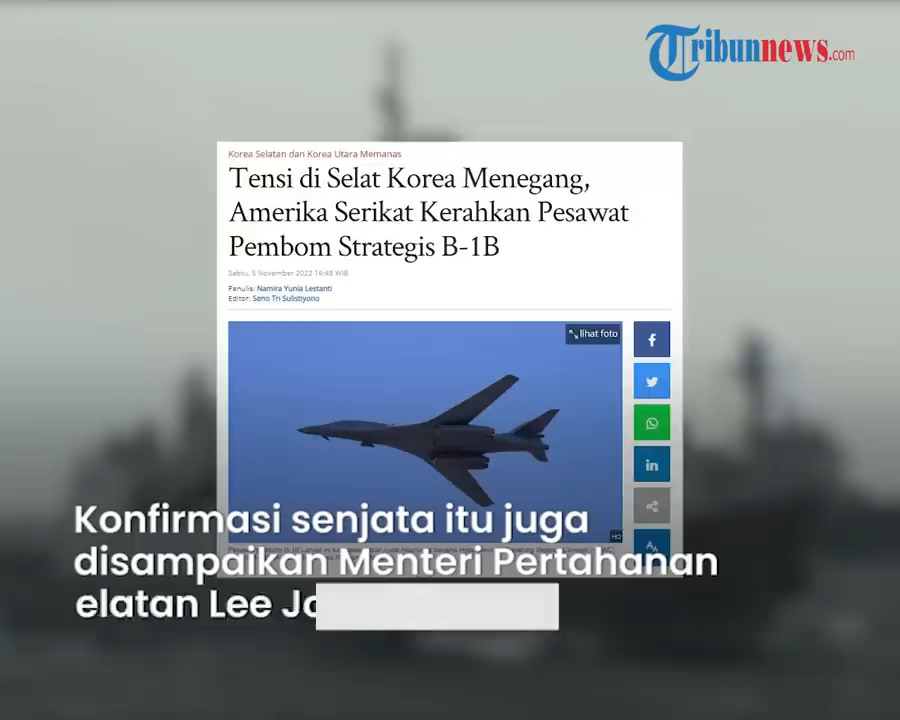 Tribunnews.com
Korea Selatan dan Korea Utara Memanas
Tensi di Selat Korea Menegang,
Amerika Serikat Kerahkan Pesawat
Pembom Strategis B-1B
Sabtu, 5 November 2022 16:48 WIB
Penulis: Namira Yunia Lestanti
Editor: Seno Tri Sulistiyono
lihat foto
HO
Konfirmasi senjata itu juga
disampaikan Menteri Pertahanan
elatan Lee